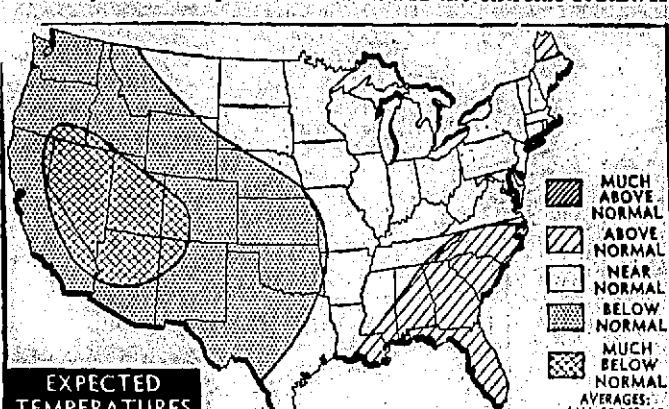 MUCH
ABOVE
NORMAL
ABOVE
NORMAL
NEAR
NORMAL
BELOW
NORMAL
MUCH
BELOW
NORMAL
AVERAGES:
EXPECTED
TEMPERATURES